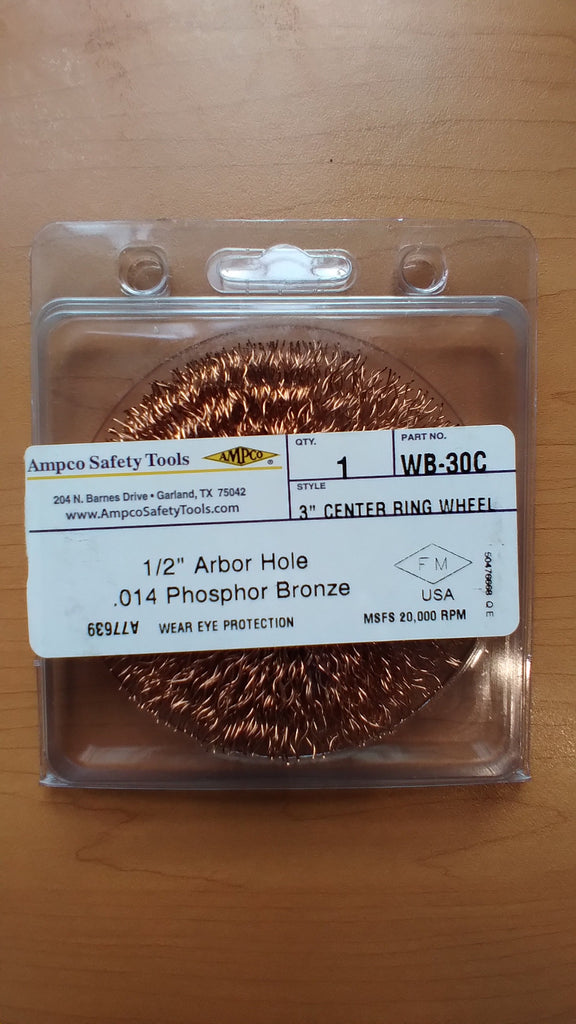 Ampco Safety Tools
AMPCO ®
204 N. Barnes Drive • Garland, TX 75042
www.AmpcoSafetyTools.com
QTY.
1
PART NO.
WB-30C
STYLE
3" CENTER RING WHEEL
1/2" Arbor Hole
.014 Phosphor Bronze
FM
USA
MSFS 20,000 RPM
A77639
WEAR EYE PROTECTION